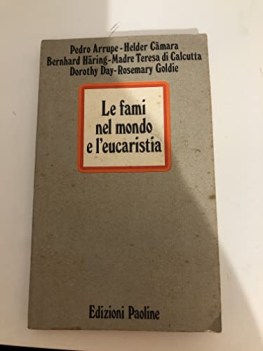 Pedro Arrupe - Helder Câmara
Bernhard Häring - Madre Teresa di Calcutta
Dorothy Day - Rosemary Goldie
Le fami
nel mondo
e l'eucaristia
Edizioni Paoline